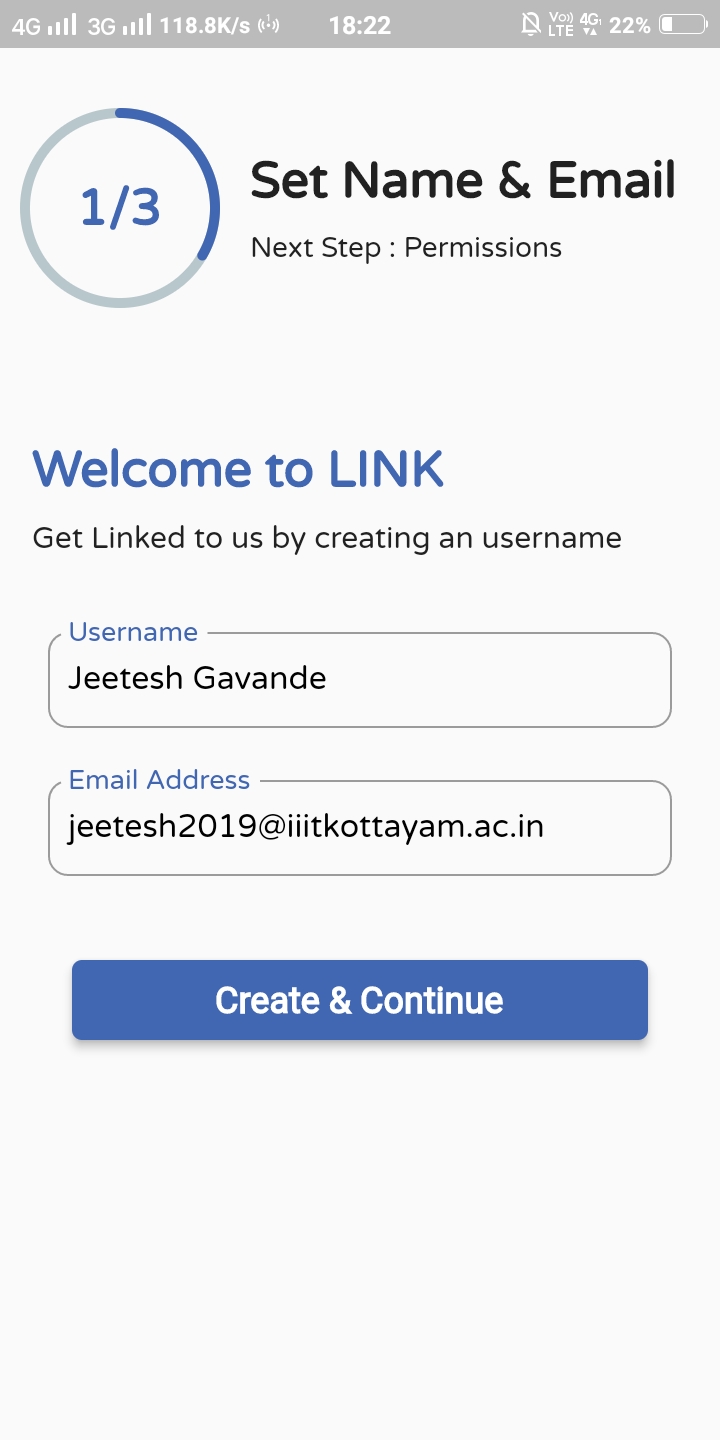 4G 3G 118.8K/s 18:22 Vo)) LTE 4G 22%
1/3
Set Name & Email
Next Step : Permissions
Welcome to LINK
Get Linked to us by creating an username
Username
Jeetesh Gavande
Email Address
jeetesh2019@iiitkottayam.ac.in
Create & Continue